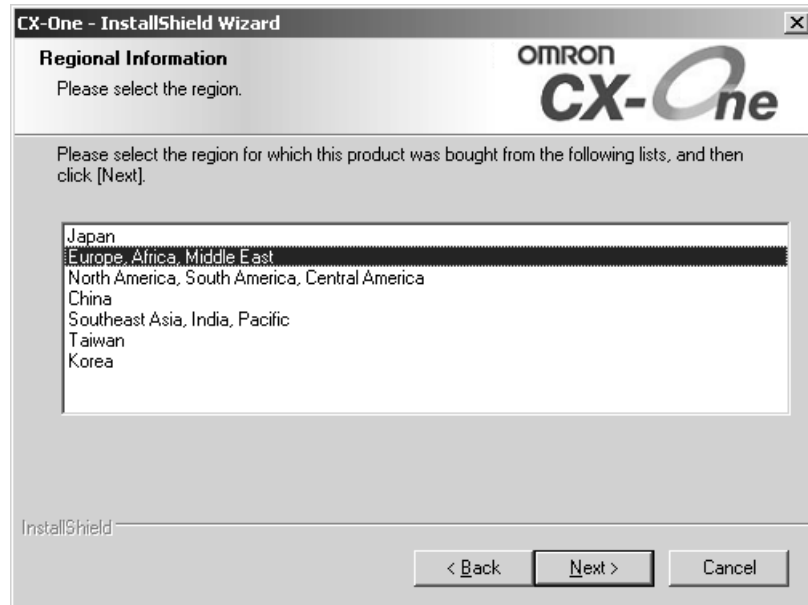 CX-One - InstallShield Wizard
Regional Information
Please select the region.
OMRON
CX-One
Please select the region for which this product was bought from the following lists, and then
click [Next].
Japan
Europe, Africa, Middle East
North America, South America, Central America
China
Southeast Asia, India, Pacific
Taiwan
Korea
InstallShield
< Back
Next >
Cancel